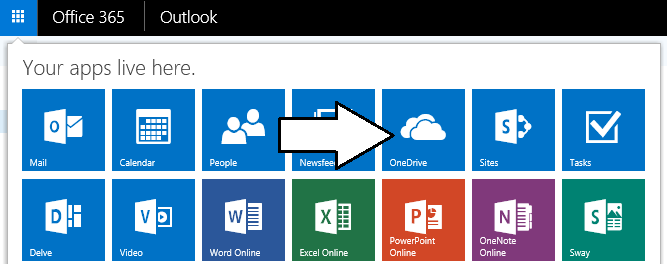 Office 365 Outlook
Your apps live here.
Mail Calendar People Newsfee OneDrive Sites Tasks
Delve Video Word Online Excel Online PowerPoint Online OneNote Online Sway